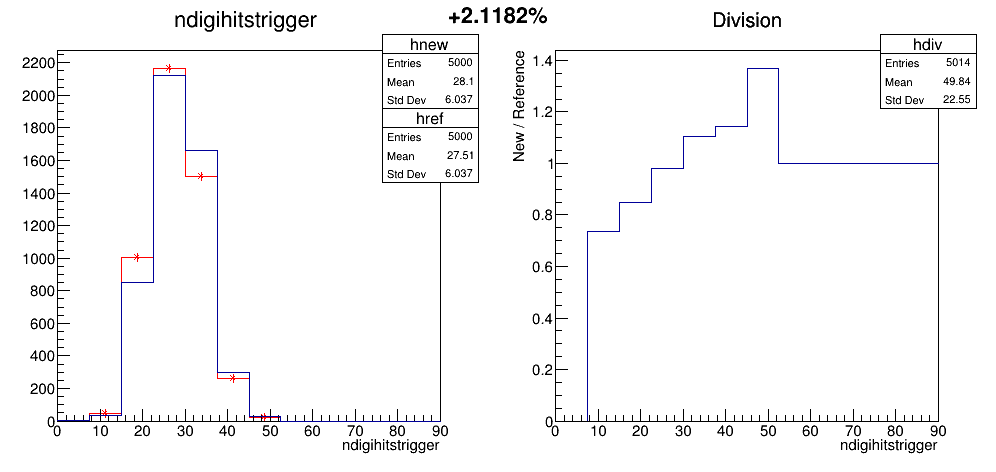 ndigihitstrigger
+2.1182%
Division
hnew
Entries 5000
Mean 28.1
Std Dev 6.037
href
Entries 5000
Mean 27.51
Std Dev 6.037
2200
2000
1800
1600
1400
1200
1000
800
600
400
200
0
0 10 20 30 40 50 60 70 80 90
ndigihitstrigger
hdiv
Entries 5014
Mean 49.84
Std Dev 22.55
New / Reference
1.4
1.2
1
0.8
0.6
0.4
0.2
0
0 10 20 30 40 50 60 70 80 90
ndigihitstrigger